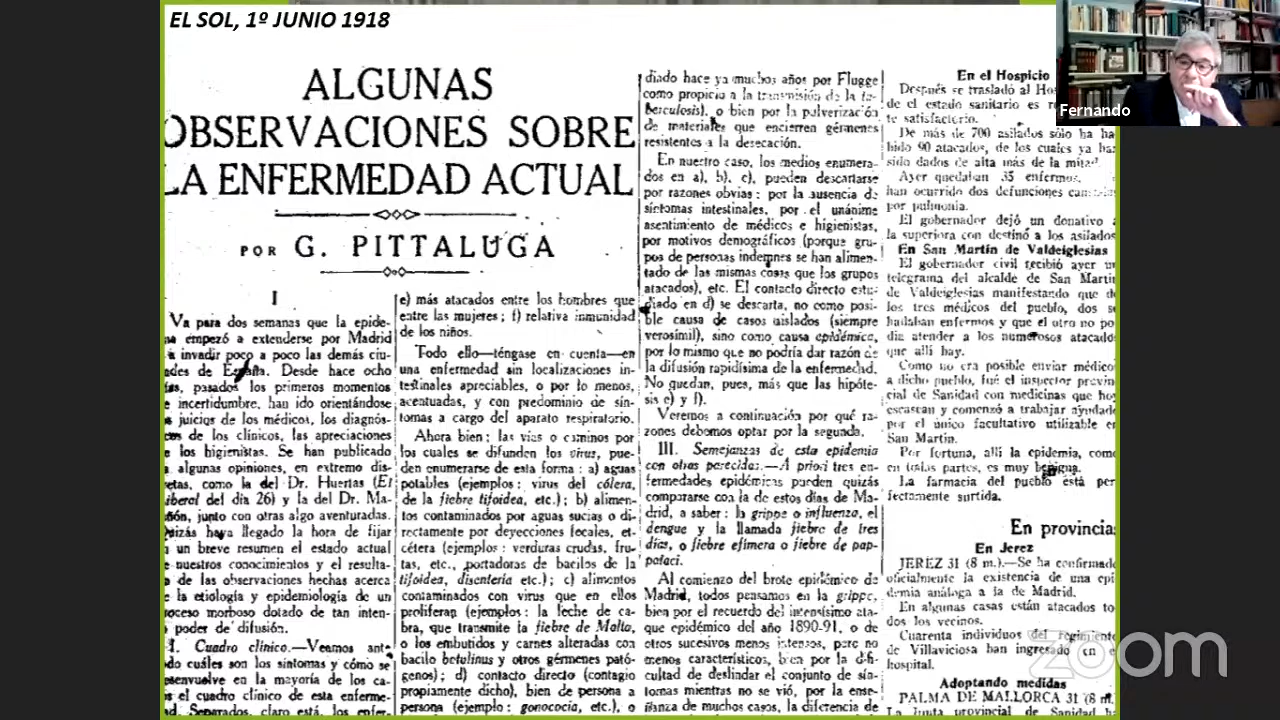 EL SOL, 1º JUNIO 1918
ALGUNAS
OBSERVACIONES SOBRE
LA ENFERMEDAD ACTUAL
POR G. PITTALUGA
I
Va para dos semanas que la epide-
empezó a extenderse por Madrid
a invadir poco a poco las demás ciu-
des de España. Desde hace ocho
pasados los primeros momentos
incertidumbre, han ido orientándose
juicios de los médicos, los diagnós-
de los clínicos, las apreciaciones
los higienistas. Se han publicado
algunas opiniones, en extremo dis-
como la del Dr. Huertas (El
del día 26) y la del Dr. Ma-
ñón, junto con otras algo aventuradas.
haya llegado la hora de fijar
un breve resumen el estado actual
nuestros conocimientos y el resulta-
de las observaciones hechas acerca
la etiología y epidemiología de un
proceso morboso dotado de tan inten-
poder de difusión.
Cuadro clínico.—Veamos ante
do cuáles son los síntomas y cómo se
desenvuelve en la mayoría de los ca-
el cuadro clínico de esta enferme-
Separados, claro está, los
e) más atacados entre los hombres que
entre las mujeres; f) relativa inmunidad
de los niños.
Todo ello—téngase en cuenta—en
una enfermedad sin localizaciones in-
testinales apreciables, o por lo menos,
acentuadas, y con predominio de sín-
tomas a cargo del aparato respiratorio.
Ahora bien: las vías o caminos por
los cuales se difunden los virus, pue-
den enumerarse de esta forma: a) aguas
potables (ejemplos: virus del cólera,
de la fiebre tifoidea, etc.); b) alimen-
tos contaminados por aguas sucias o di-
rectamente por deyecciones fecales, et-
cétera (ejemplos: verduras crudas, fru-
tas, etc., portadoras de bacilos de la
tifoidea, disentería etc.); c) alimentos
contaminados con virus que en ellos
proliferan (ejemplos: la leche de ca-
bra, que transmite la fiebre de Malta,
o los embutidos y carnes alteradas con
bacilo betulinus y otros gérmenes pató-
genos); d) contacto directo (contagio
propiamente dicho), bien de persona a
persona (ejemplo: gonococia, etc.), o
diado hace ya muchos años por Flugge
como propicio a la transmisión de la tu-
berculosis), o bien por la pulverización
de materiales que encierren gérmenes
resistentes a la desecación.
En nuestro caso, los medios enumera-
dos en a), b), c), pueden descartarse
por razones obvias: por la ausencia de
síntomas intestinales, por el unánime
asentimiento de médicos e higienistas,
por motivos demográficos (porque gru-
pos de personas indemnes se han alimen-
tado de las mismas cosas que los grupos
atacados), etc. El contacto directo estu-
diado en d) se descarta, no como posi-
ble causa de casos aislados (siempre
verosímil), sino como causa epidémica,
por lo mismo que no podría dar razón de
la difusión rapidísima de la enfermedad.
No quedan, pues, más que las hipóte-
sis e) y f).
Veremos a continuación por qué ra-
zones debemos optar por la segunda.
III. Semejanzas de esta epidemia
con otras parecidas.—A priori tres en-
fermedades epidémicas pueden quizás
compararse con la de estos días de Ma-
drid, a saber: la grippe o influenza, el
dengue y la llamada fiebre de tres
días, o fiebre efímera o fiebre de pap-
pataci.
Al comienzo del brote epidémico de
Madrid, todos pensamos en la grippe,
bien por el recuerdo del intensísimo ata-
que epidémico del año 1890-91, o de
otros sucesivos menos intensos, pero no
menos característicos, bien por la difi-
cultad de deslindar el conjunto de sín-
tomas mientras no se vió, por la ense-
ñanza de muchos casos, la diferencia de
En el Hospicio
Después se trasladó al
de el estado sanitario es
te satisfactorio.
De más de 700 asilados sólo ha ha-
bido 90 atacados, de los cuales ya han
sido dados de alta más de la mitad.
Ayer quedaban 35 enfermos.
han ocurrido dos defunciones
por pulmonía.
El gobernador dejó un donativo a
la superiora con destino a los asilados
En San Martín de Valdeiglesias
El gobernador civil recibió ayer un
telegrama del alcalde de San Martín
de Valdeiglesias manifestando que de
los tres médicos del pueblo, dos se
hallaban enfermos y que el otro no po-
día atender a los numerosos atacados
que allí hay.
Como no era posible enviar médicos
a dicho pueblo, fué el inspector provin-
cial de Sanidad con medicinas que hoy
escasean y comenzó a trabajar ayudado
por el único facultativo utilizable en
San Martín.
Por fortuna, allí la epidemia, como
en todas partes, es muy benigna.
La farmacia del pueblo está per-
fectamente surtida.
En provincias
En Jerez
JEREZ 31 (8 m.).—Se ha confirmado
oficialmente la existencia de una epi-
demia análoga a la de Madrid.
En algunas casas están atacados to-
dos los vecinos.
Cuarenta individuos del regimiento
de Villaviciosa han ingresado en el
hospital.
Adoptando medidas
PALMA DE MALLORCA 31 (8 m.
La Junta provincial de Sanidad ha
Fernando
zoom